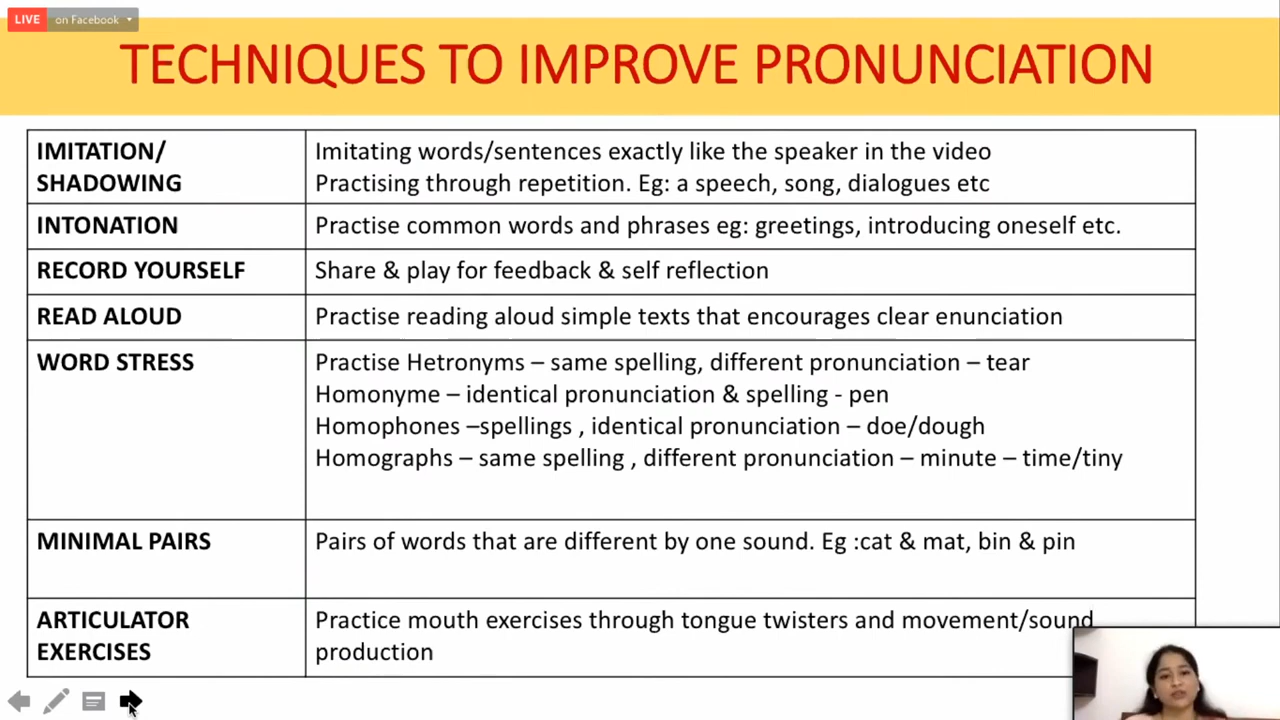 LIVE on Facebook
TECHNIQUES TO IMPROVE PRONUNCIATION
IMITATION/
SHADOWING
Imitating words/sentences exactly like the speaker in the video
Practising through repetition. Eg: a speech, song, dialogues etc
INTONATION
Practise common words and phrases eg: greetings, introducing oneself etc.
RECORD YOURSELF
Share & play for feedback & self reflection
READ ALOUD
Practise reading aloud simple texts that encourages clear enunciation
WORD STRESS
Practise Hetronyms – same spelling, different pronunciation – tear
Homonyme – identical pronunciation & spelling - pen
Homophones –spellings , identical pronunciation – doe/dough
Homographs – same spelling , different pronunciation – minute – time/tiny
MINIMAL PAIRS
Pairs of words that are different by one sound. Eg :cat & mat, bin & pin
ARTICULATOR
EXERCISES
Practice mouth exercises through tongue twisters and movement/sound
production